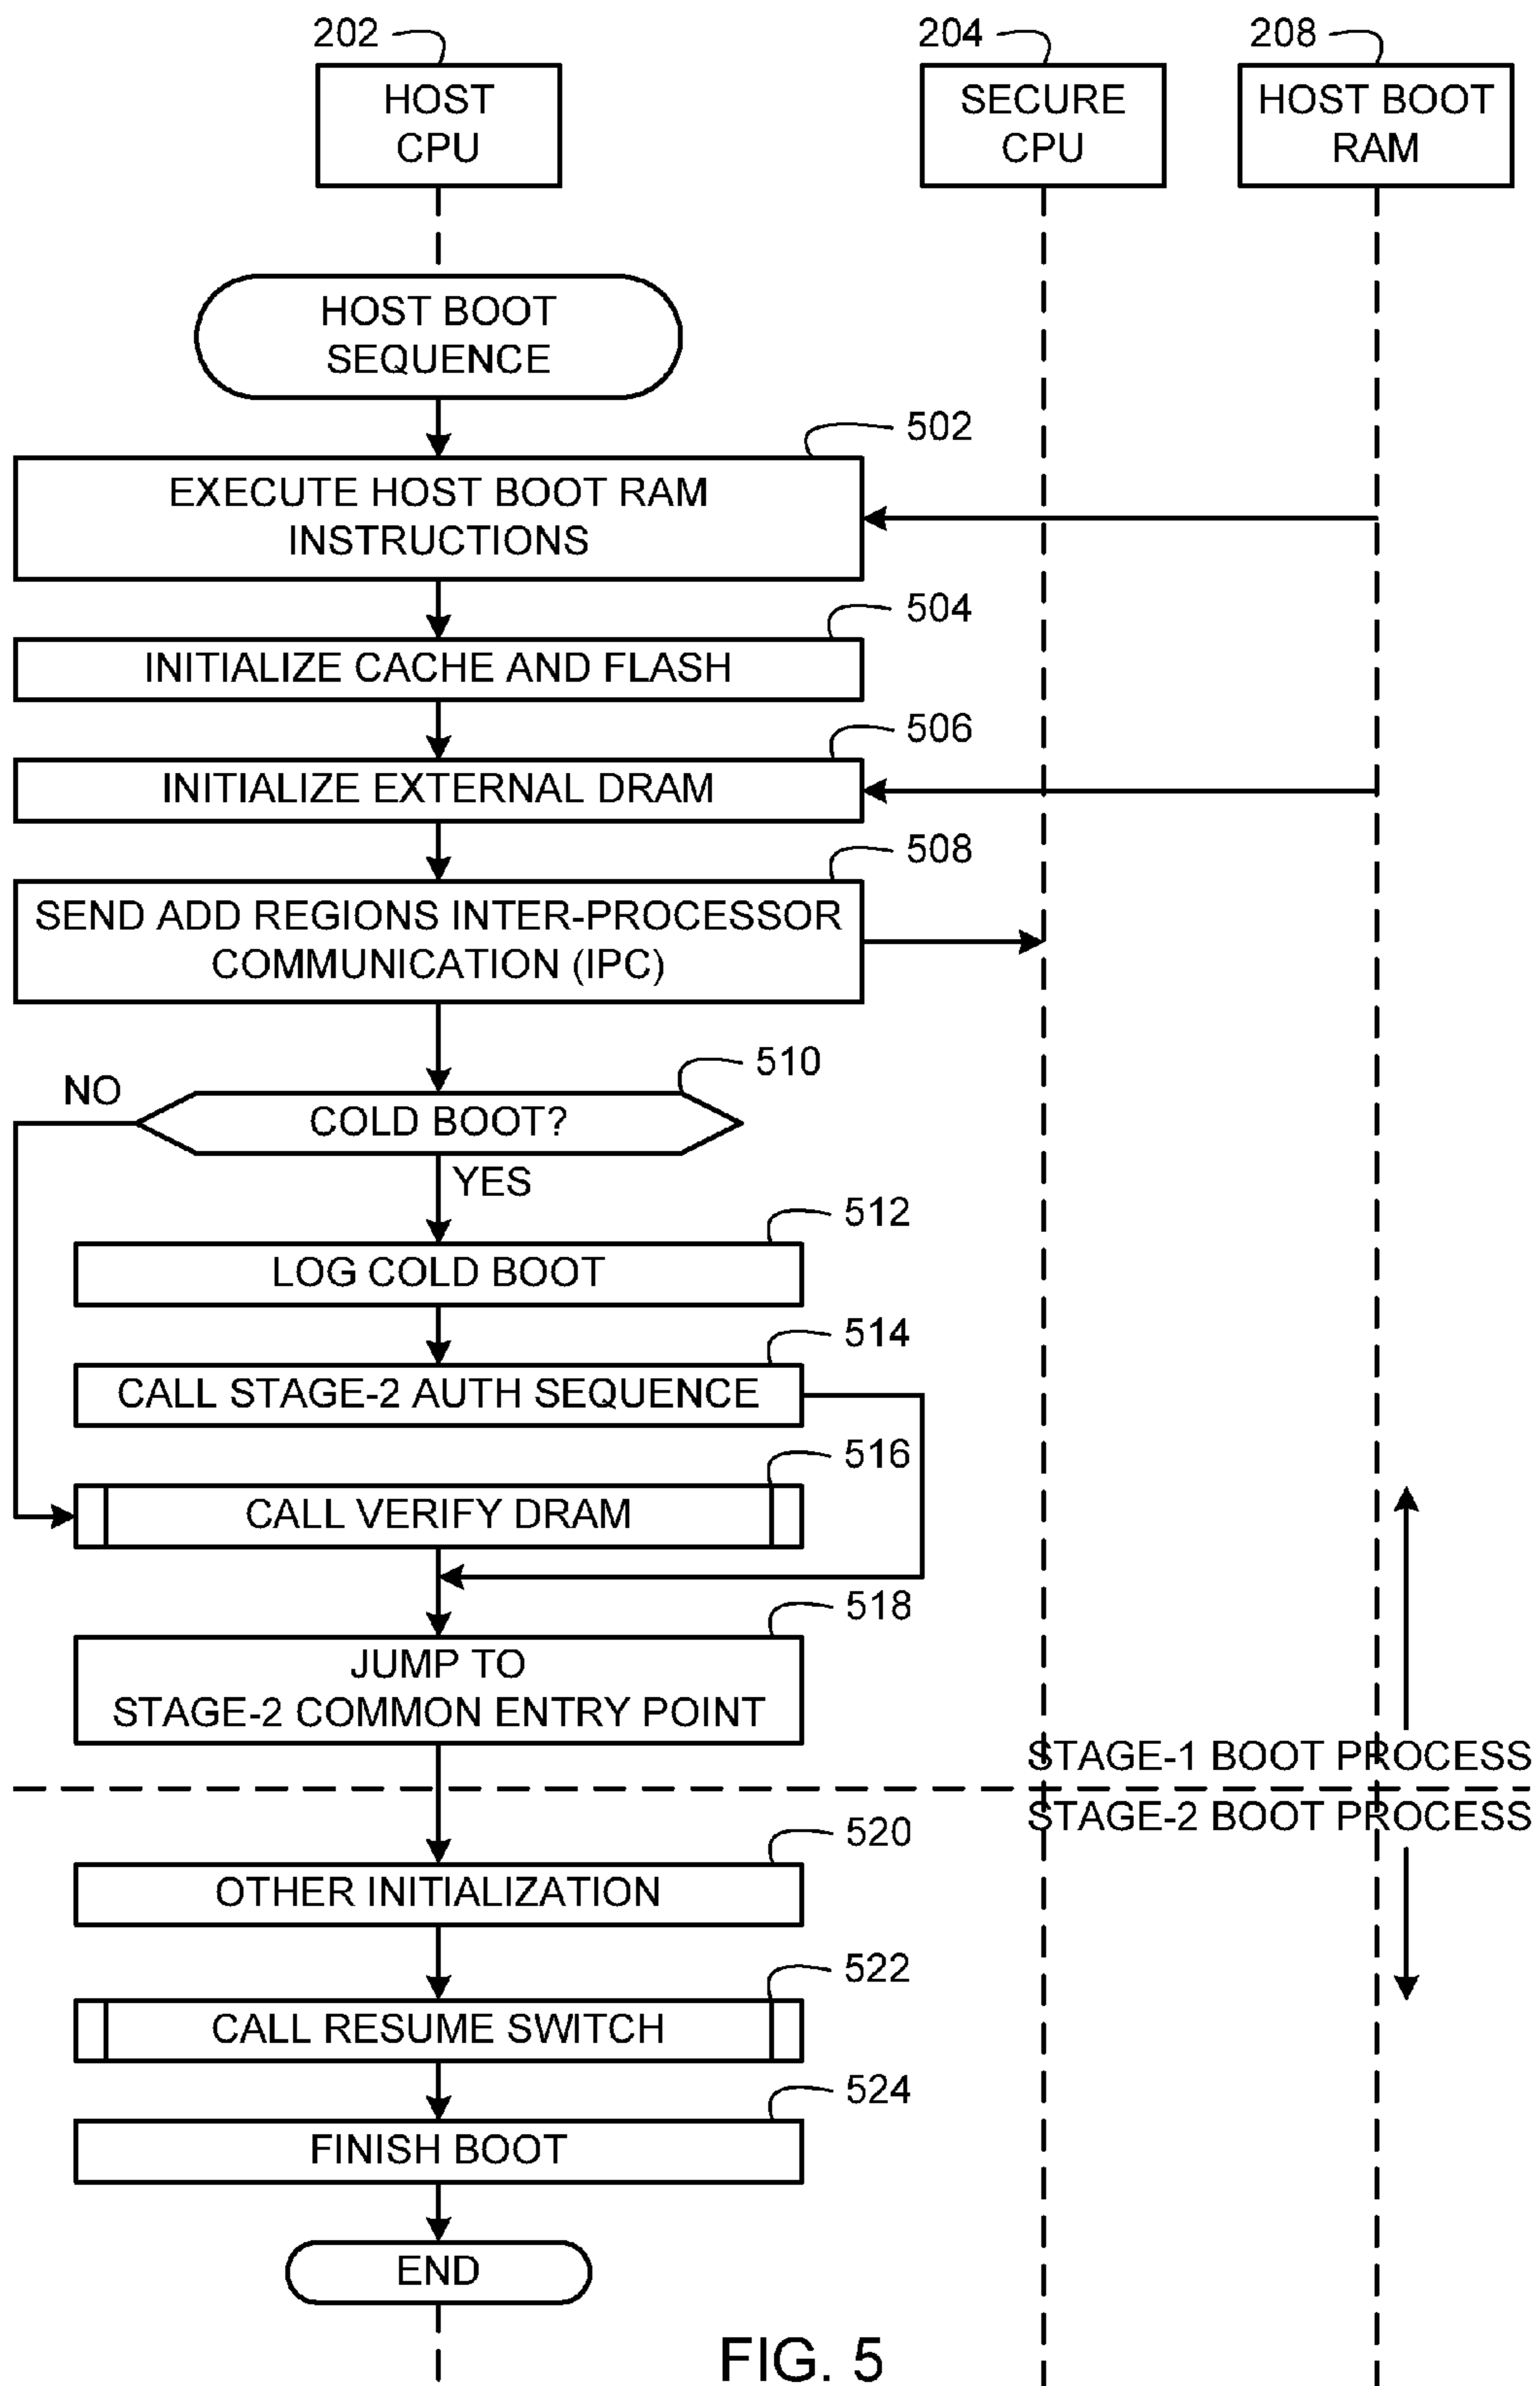 202
204
208
HOST
CPU
SECURE
CPU
HOST BOOT
RAM
HOST BOOT
SEQUENCE
502
EXECUTE HOST BOOT RAM
INSTRUCTIONS
504
INITIALIZE CACHE AND FLASH
506
INITIALIZE EXTERNAL DRAM
508
SEND ADD REGIONS INTER-PROCESSOR
COMMUNICATION (IPC)
510
NO
COLD BOOT?
YES
512
LOG COLD BOOT
514
CALL STAGE-2 AUTH SEQUENCE
516
CALL VERIFY DRAM
518
JUMP TO
STAGE-2 COMMON ENTRY POINT
STAGE-1 BOOT PROCESS
STAGE-2 BOOT PROCESS
520
OTHER INITIALIZATION
522
CALL RESUME SWITCH
524
FINISH BOOT
END
FIG. 5